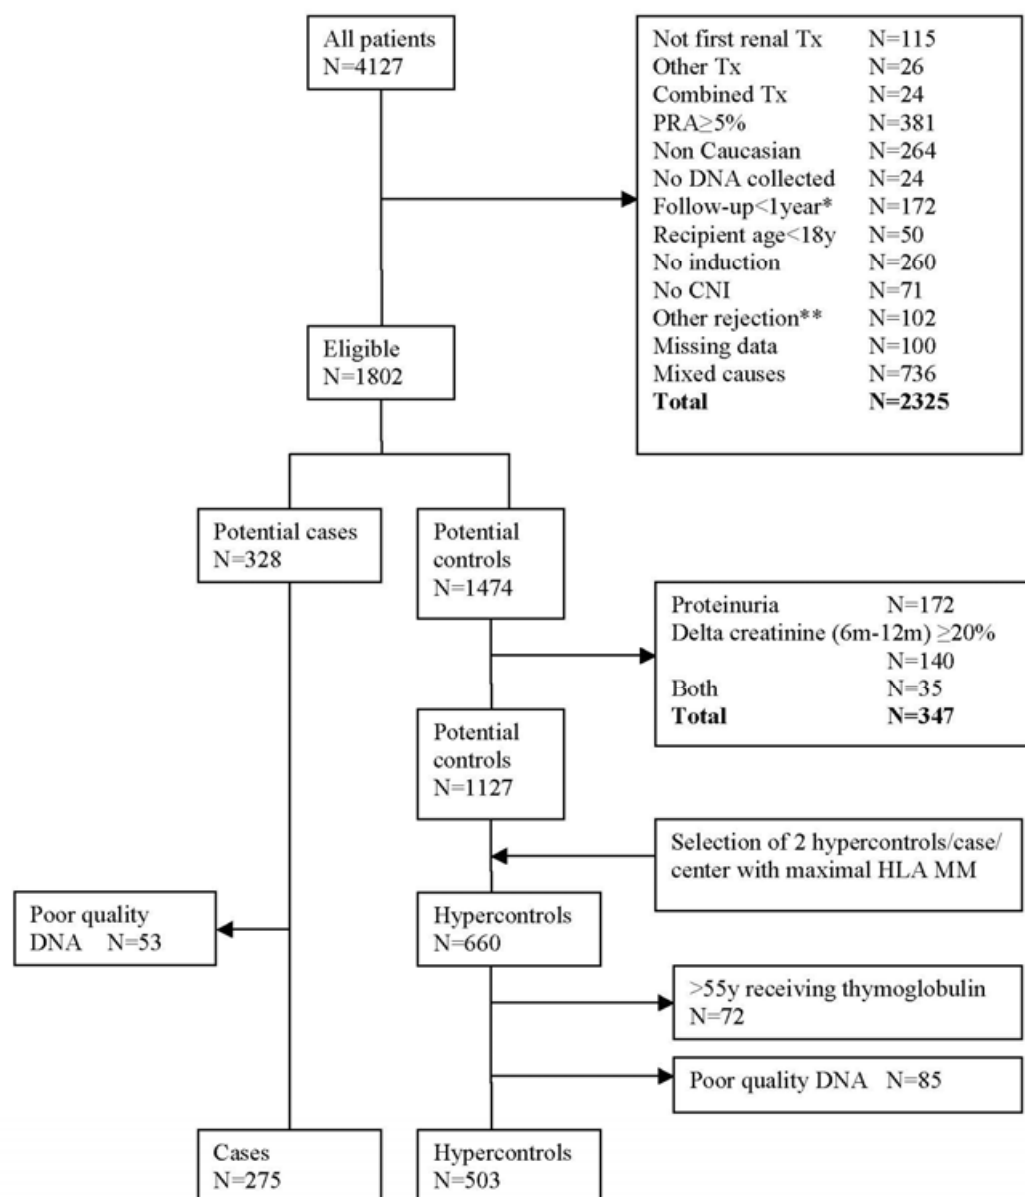 All patients
N=4127
Not first renal Tx N=115
Other Tx N=26
Combined Tx N=24
PRA≥5% N=381
Non Caucasian N=264
No DNA collected N=24
Follow-up<1year* N=172
Recipient age<18y N=50
No induction N=260
No CNI N=71
Other rejection** N=102
Missing data N=100
Mixed causes N=736
Total N=2325
Eligible
N=1802
Potential cases
N=328
Potential
controls
N=1474
Proteinuria N=172
Delta creatinine (6m-12m) ≥20%
N=140
Both N=35
Total N=347
Potential
controls
N=1127
Selection of 2 hypercontrols/case/
center with maximal HLA MM
Poor quality
DNA N=53
Hypercontrols
N=660
>55y receiving thymoglobulin
N=72
Poor quality DNA N=85
Cases
N=275
Hypercontrols
N=503